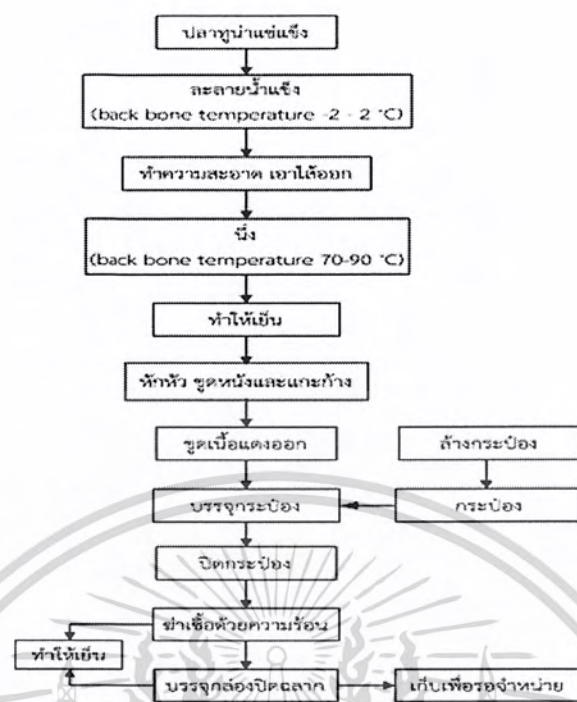 ปลาทูน่าแช่แข็ง
ละลายน้ำแข็ง
(back bone temperature -2 - 2 °C)
ทำความสะอาด เอาไส้ออก
นึ่ง
(back bone temperature 70-90 °C)
ทำให้เย็น
หักหัว ขูดหนังและแกะก้าง
ขูดเนื้อแดงออก
ล้างกระป๋อง
บรรจุกระป๋อง
กระป๋อง
ปิดกระป๋อง
ฆ่าเชื้อด้วยความร้อน
ทำให้เย็น
บรรจุกล่องปิดฉลาก
เก็บเพื่อรอจำหน่าย